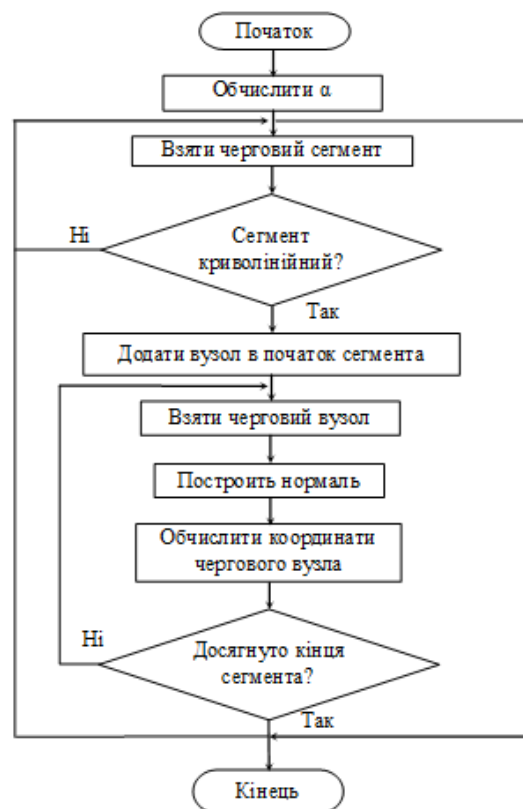 Початок
Обчислити α
Взяти черговий сегмент
Ні
Сегмент
криволінійний?
Так
Додати вузол в початок сегмента
Взяти черговий вузол
Построить нормаль
Обчислити координати
чергового вузла
Ні
Досягнуто кінця
сегмента?
Так
Кінець